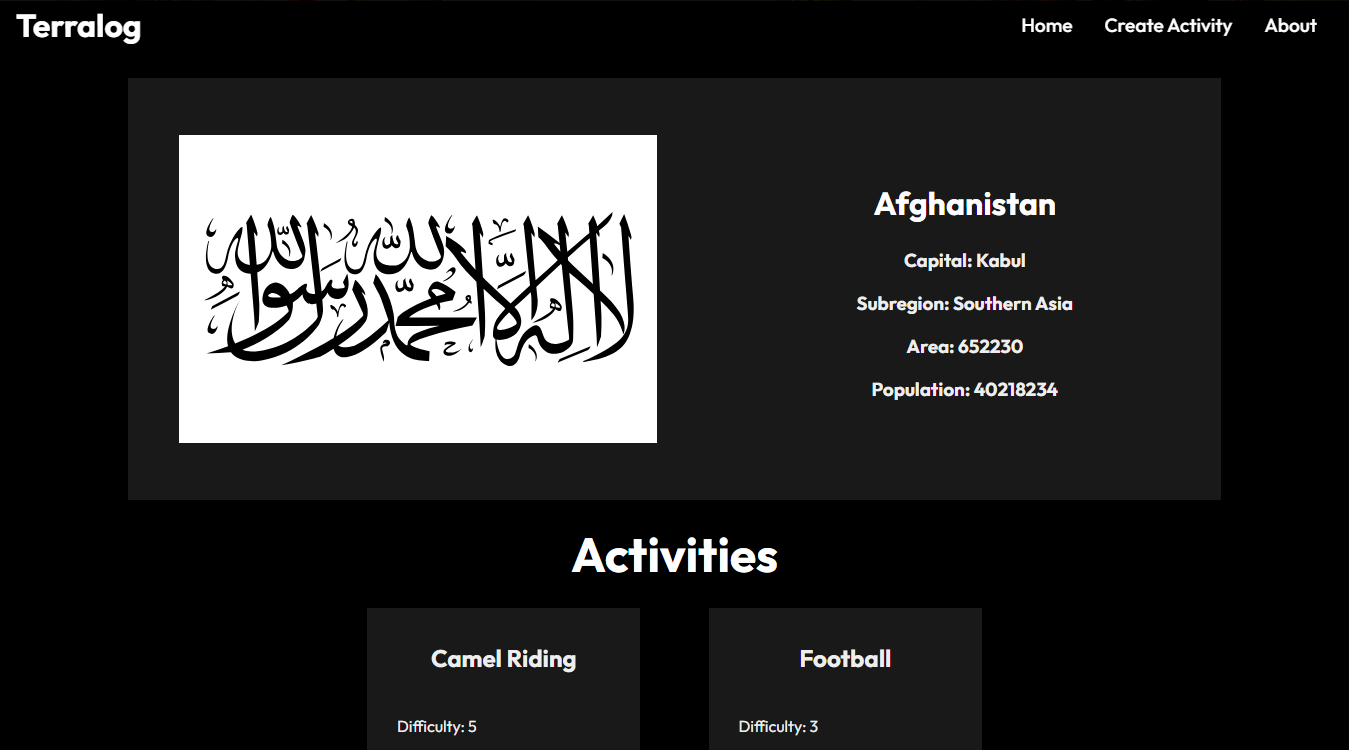 Terralog
Home
Create Activity
About
لا إله إلا الله محمد رسول الله
Afghanistan
Capital: Kabul
Subregion: Southern Asia
Area: 652230
Population: 40218234
Activities
Camel Riding
Football
Difficulty: 5
Difficulty: 3